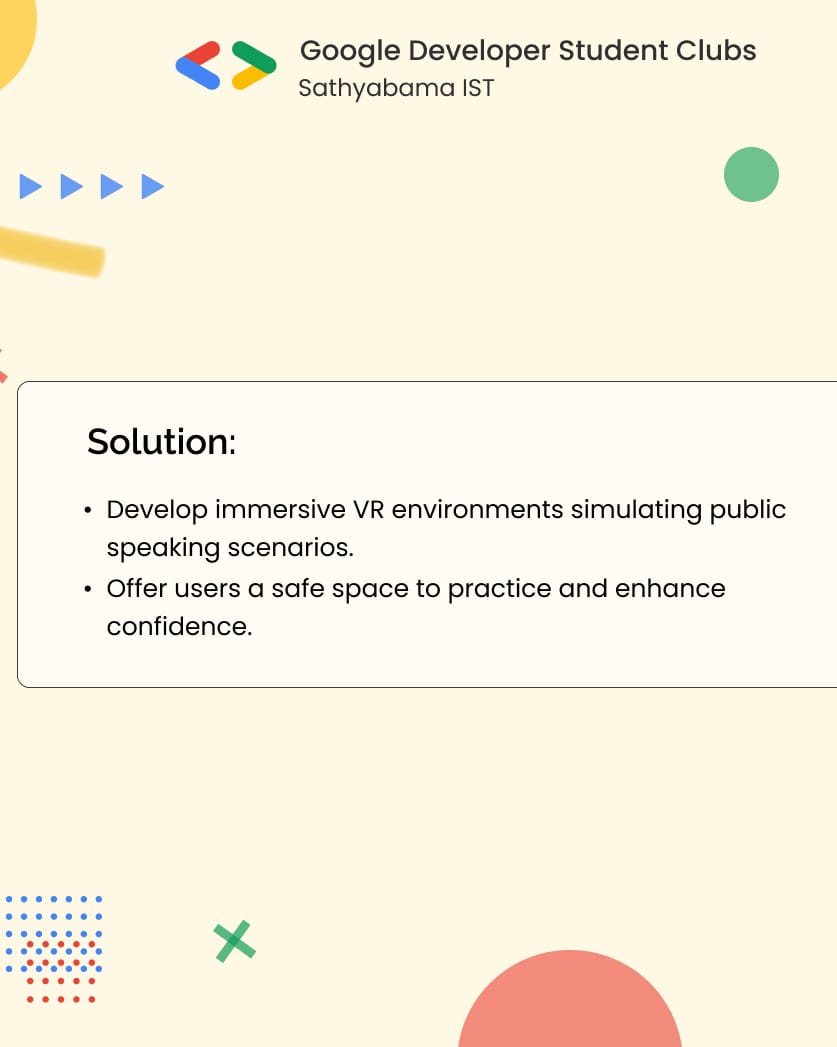 Google Developer Student Clubs
Sathyabama IST
Solution:
• Develop immersive VR environments simulating public
speaking scenarios.
• Offer users a safe space to practice and enhance
confidence.